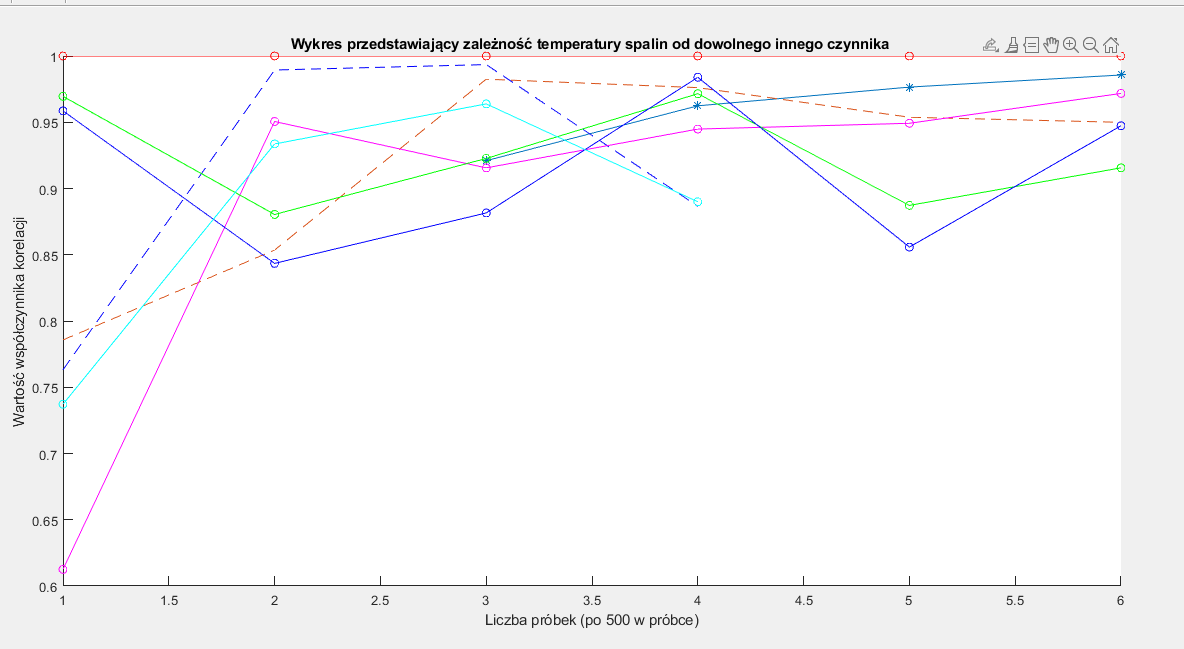 Wykres przedstawiający zależność temperatury spalin od dowolnego innego czynnika
1
0.95
0.9
0.85
0.8
0.75
0.7
0.65
0.6
Wartość współczynnika korelacji
1 1.5 2 2.5 3 3.5 4 4.5 5 5.5 6
Liczba próbek (po 500 w próbce)